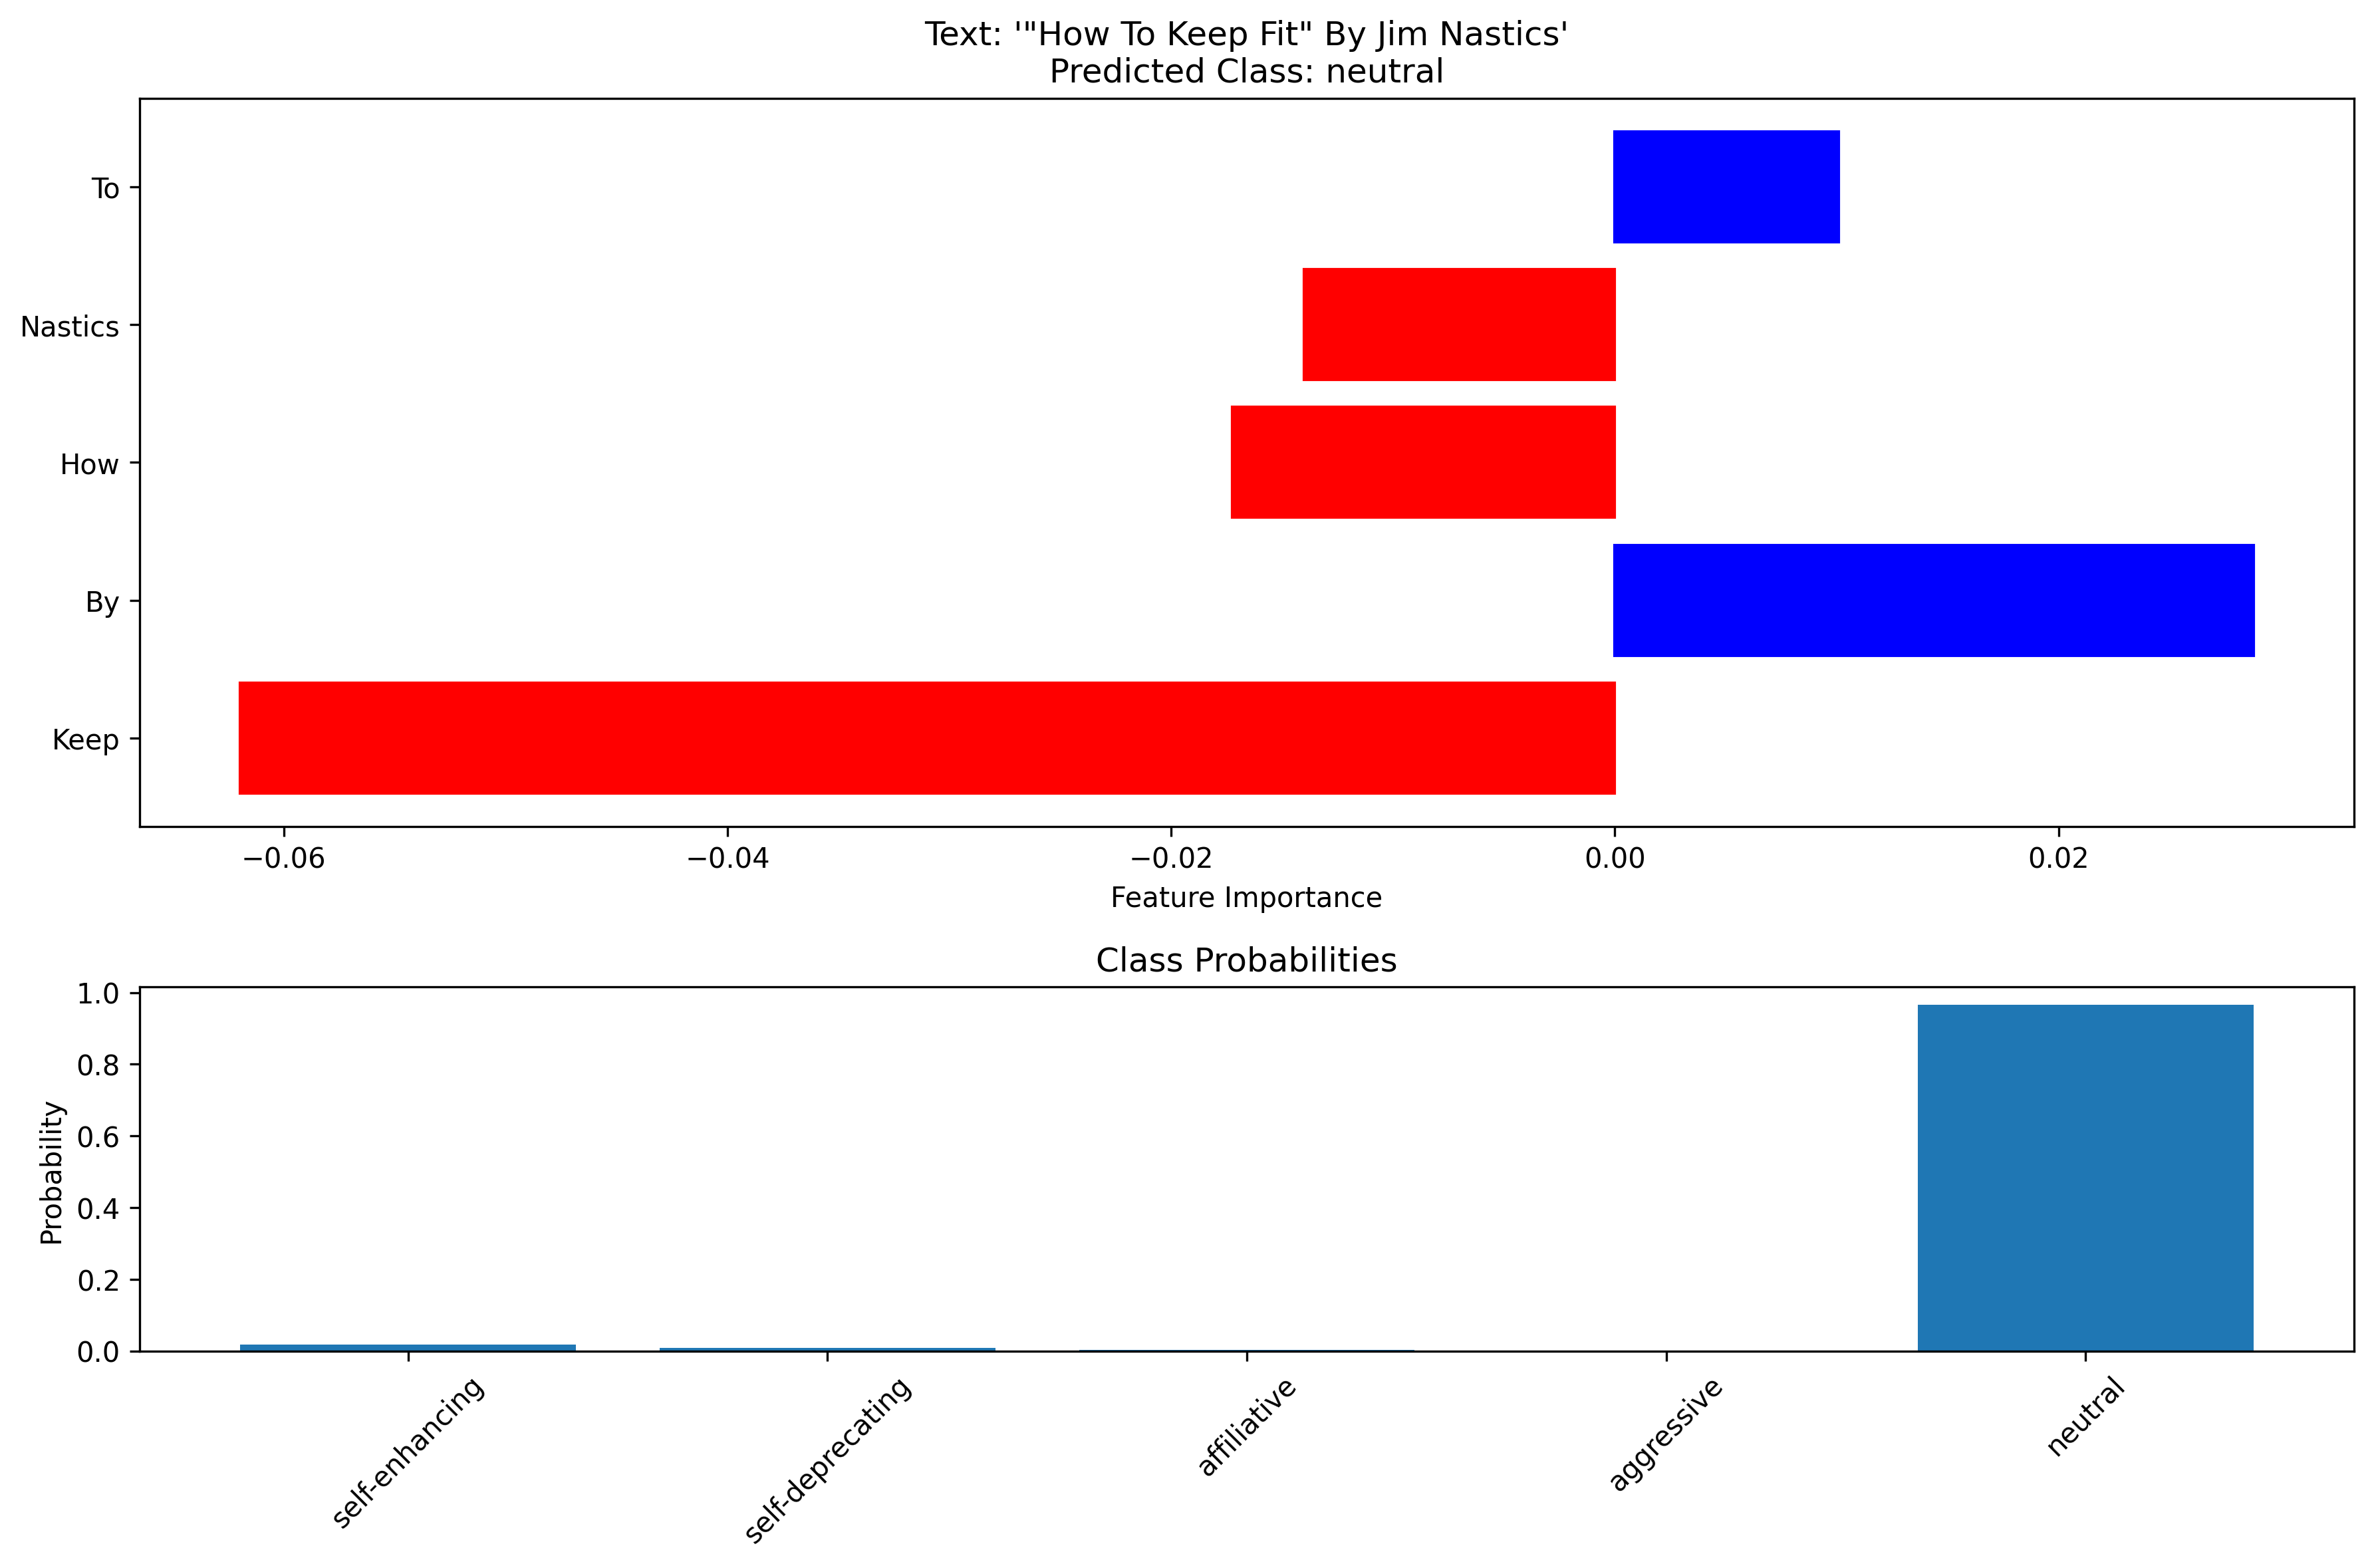 Text: '"How To Keep Fit" By Jim Nastics'
Predicted Class: neutral
To
Nastics
How
By
Keep
−0.06 −0.04 −0.02 0.00 0.02
Feature Importance
Class Probabilities
1.0
0.8
0.6
0.4
0.2
0.0
Probability
self-enhancing
self-deprecating
affiliative
aggressive
neutral